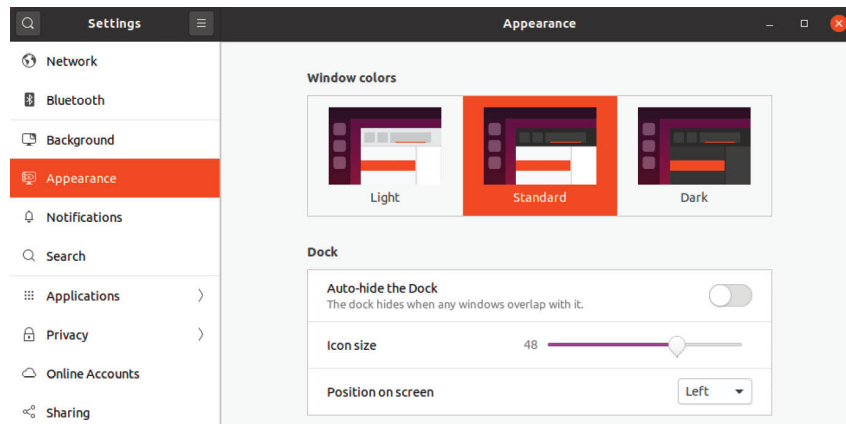 Settings
Appearance
Network
Bluetooth
Background
Appearance
Notifications
Search
Applications
Privacy
Online Accounts
Sharing
Window colors
Light
Standard
Dark
Dock
Auto-hide the Dock
The dock hides when any windows overlap with it.
Icon size
48
Position on screen
Left